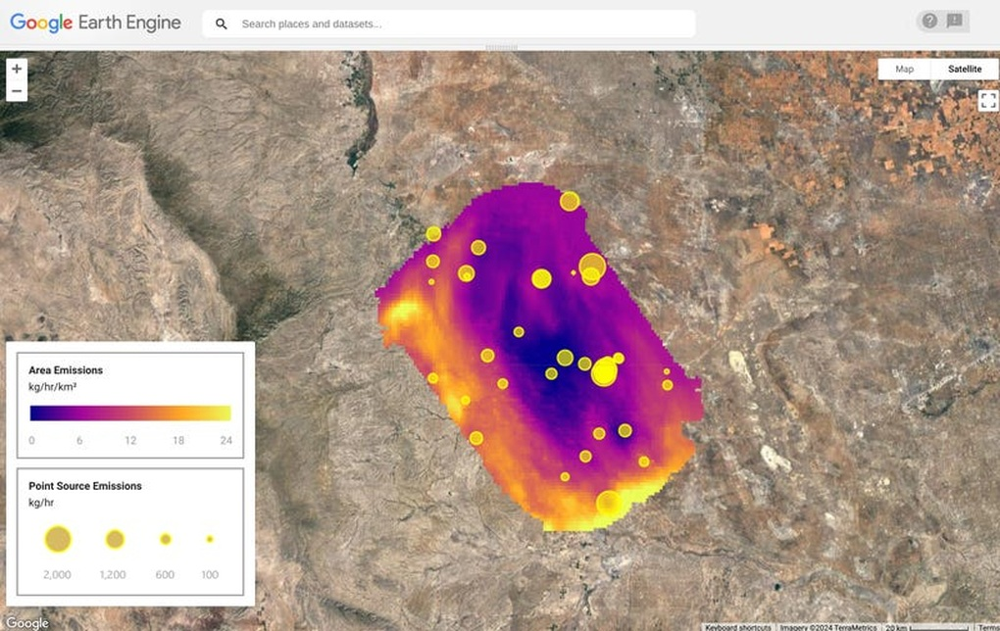 Google Earth Engine
Search places and datasets...
Map
Satellite
Area Emissions
kg/hr/km²
0 6 12 18 24
Point Source Emissions
kg/hr
2,000 1,200 600 100
Google
Keyboard shortcuts
Imagery ©2024 TerraMetrics
20 km
Terms